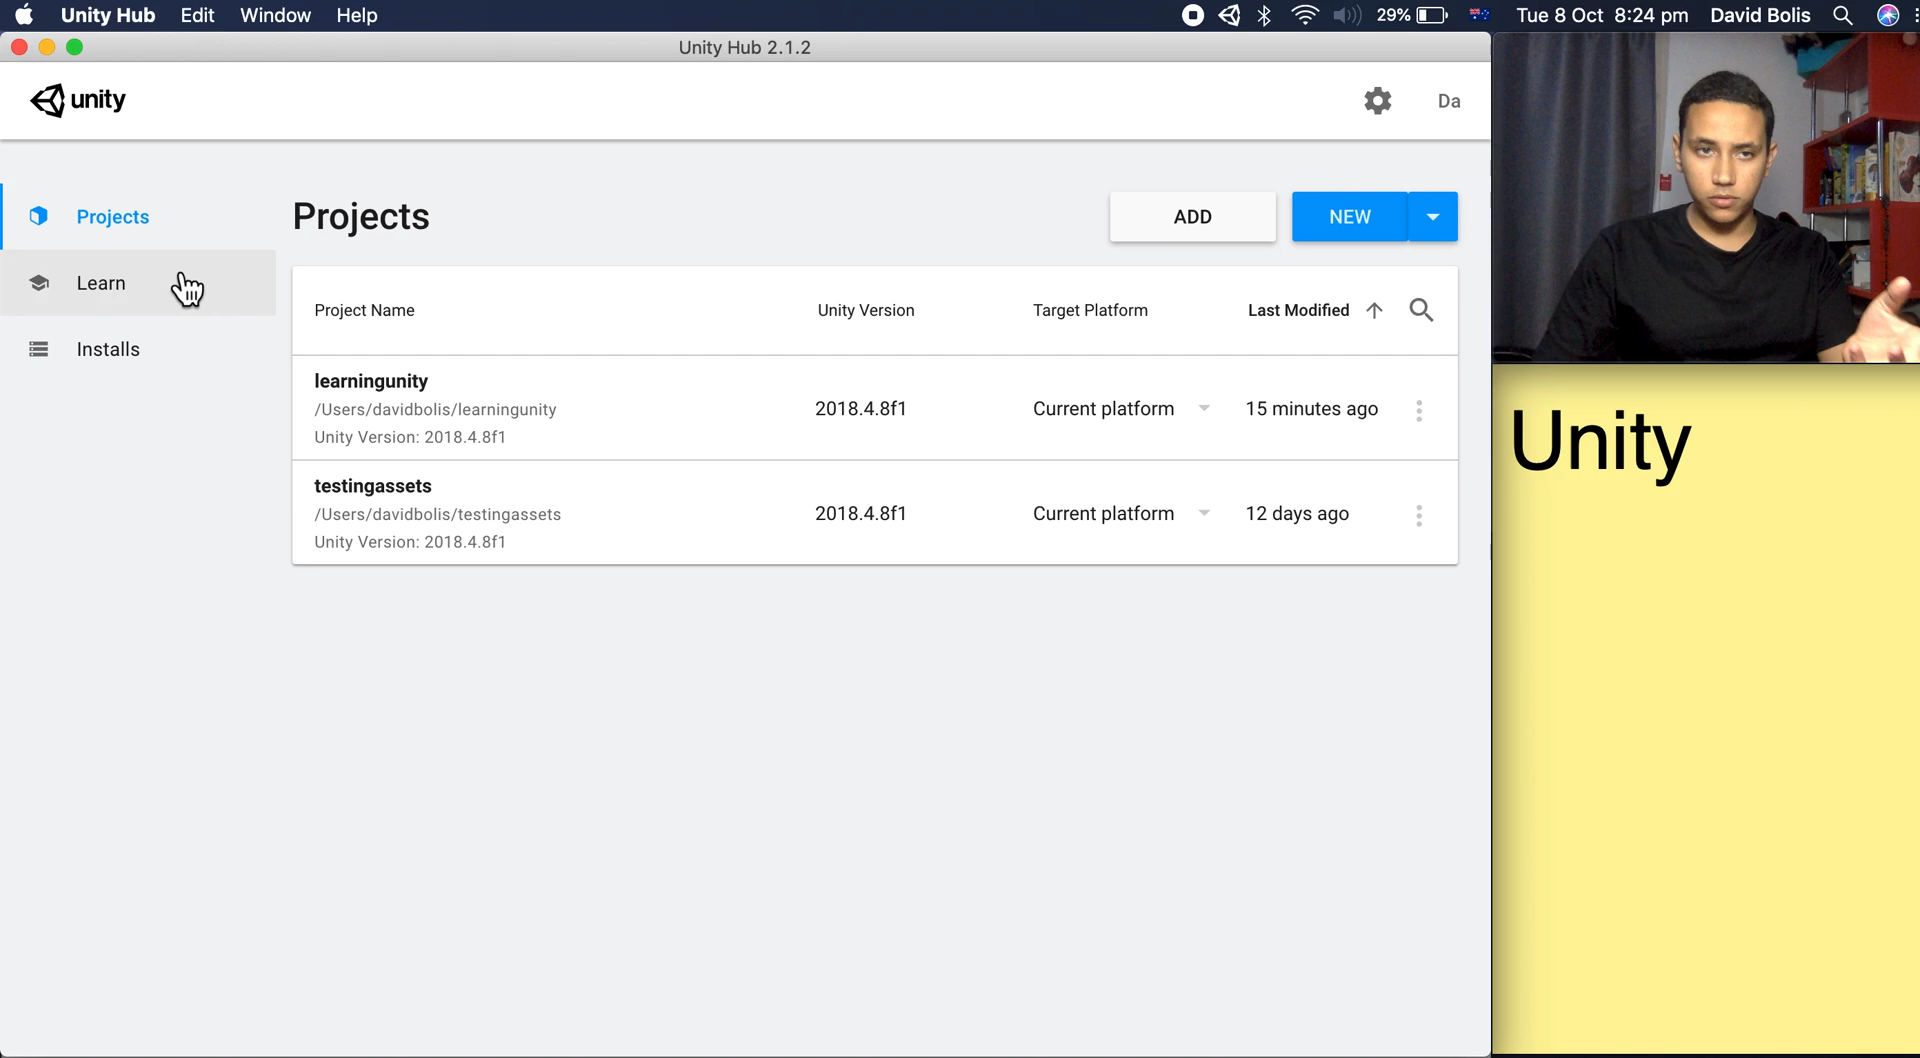 Unity Hub Edit Window Help 29% Tue 8 Oct 8:24 pm David Bolis
Unity Hub 2.1.2
unity Da
Projects
Learn
Installs
Projects ADD NEW
Project Name Unity Version Target Platform Last Modified
learningunity
/Users/davidbolis/learningunity 2018.4.8f1 Current platform 15 minutes ago
Unity Version: 2018.4.8f1
testingassets
/Users/davidbolis/testingassets 2018.4.8f1 Current platform 12 days ago
Unity Version: 2018.4.8f1
Unity